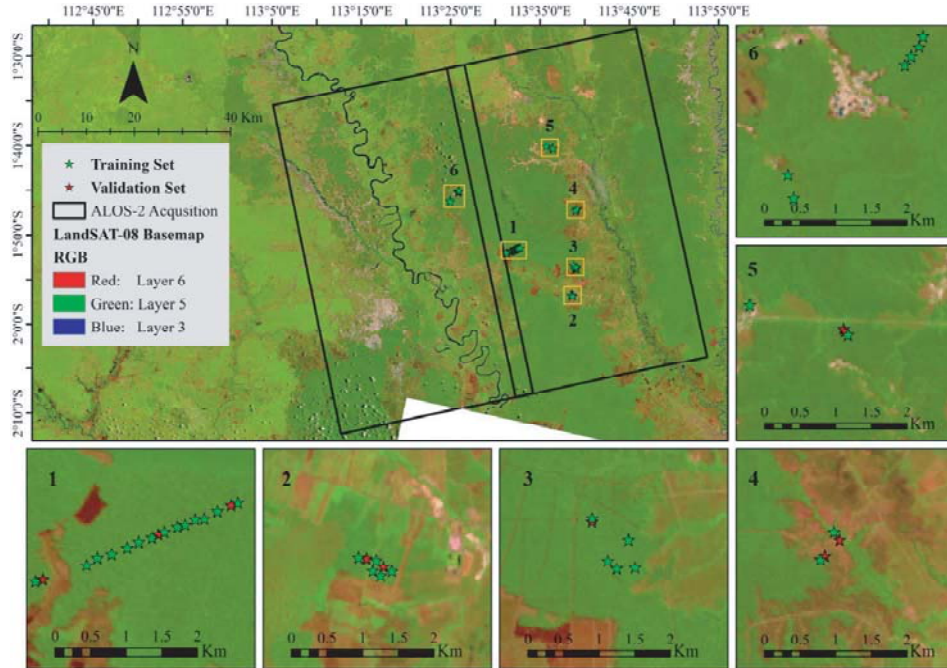 112°45'0"E 112°55'0"E 113°5'0"E 113°15'0"E 113°25'0"E 113°35'0"E 113°45'0"E 113°55'0"E
1°30'0"S
1°40'0"S
1°50'0"S
2°0'0"S
2°10'0"S
N
0 10 20 40 Km
Training Set
Validation Set
ALOS-2 Acqusition
LandSAT-08 Basemap
RGB
Red: Layer 6
Green: Layer 5
Blue: Layer 3
5
6
4
1
3
2
6
0 0.5 1 1.5 2
Km
5
0 0.5 1 1.5 2
Km
1
0 0.5 1 2
Km
2
0 0.5 1 2
Km
3
0 0.5 1 2
Km
4
0 0.5 1 1.5 2
Km